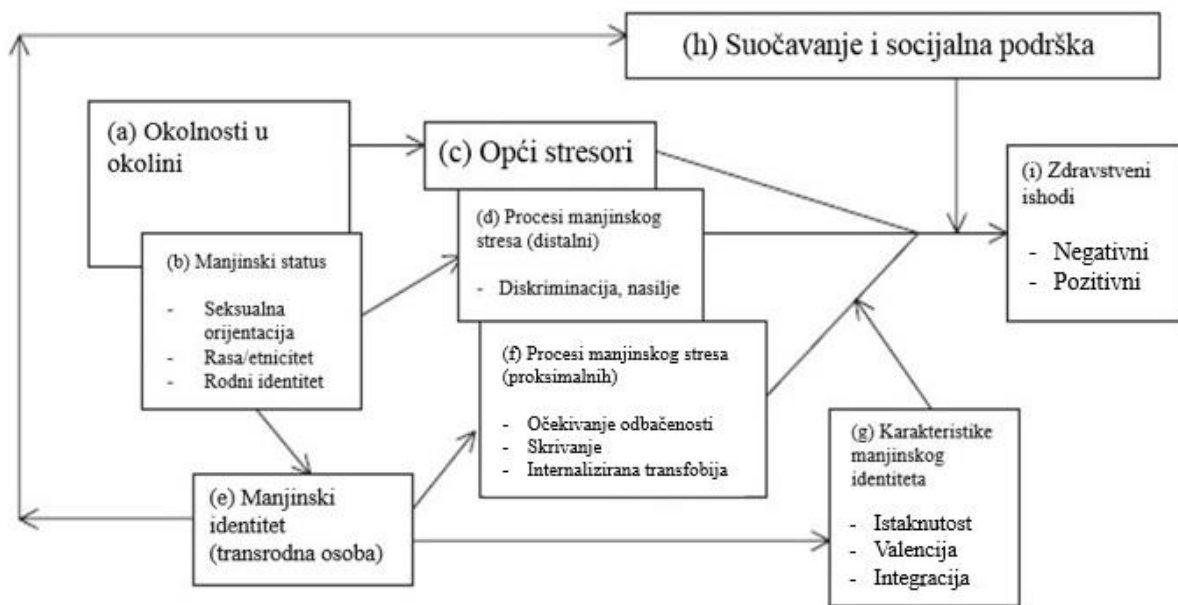 (h) Suočavanje i socijalna podrška
(a) Okolnosti u
okolini
(c) Opći stresori
(i) Zdravstveni
ishodi
- Negativni
- Pozitivni
(d) Procesi manjinskog
stresa (distalni)
- Diskriminacija, nasilje
(b) Manjinski status
- Seksualna
orijentacija
- Rasa/etnicitet
- Rodni identitet
(f) Procesi manjinskog stresa
(proksimalnih)
- Očekivanje odbačenosti
- Skrivanje
- Internalizirana transfobija
(g) Karakteristike
manjinskog
identiteta
- Istaknutost
- Valencija
- Integracija
(e) Manjinski
identitet
(transrodna osoba)